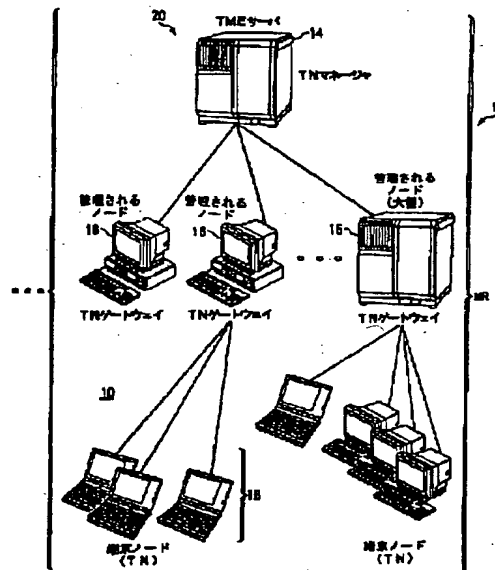 20
TMEサーバ
14
TNマネージャ
管理される
ノード
管理される
ノード
管理される
ノード
(大型)
16
16
16
TNゲートウェイ
TNゲートウェイ
TNゲートウェイ
MR
10
18
端末ノード
(TN)
端末ノード
(TN)